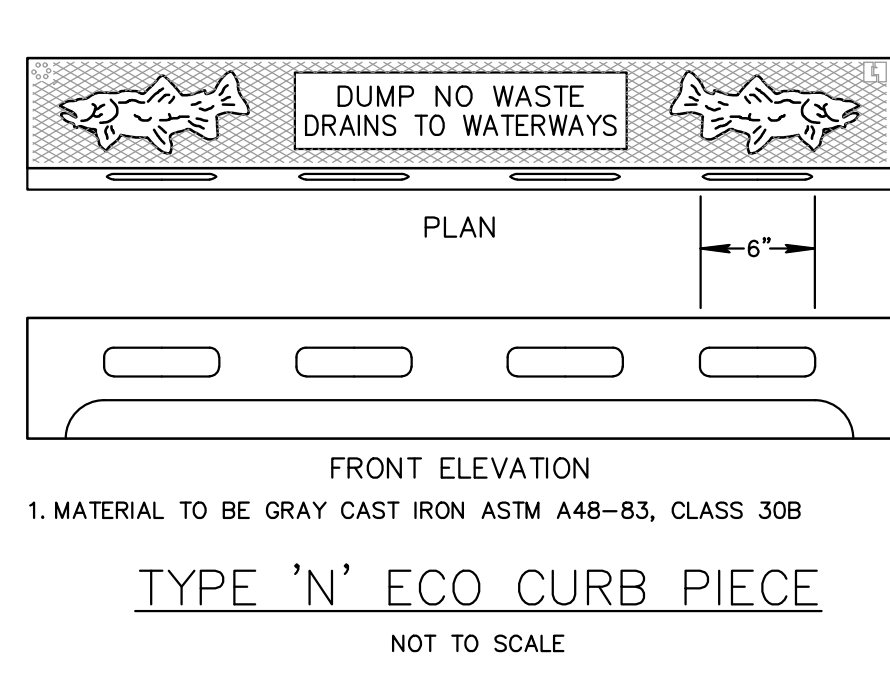 DUMP NO WASTE
DRAINS TO WATERWAYS
PLAN
6"
FRONT ELEVATION
1. MATERIAL TO BE GRAY CAST IRON ASTM A48-83, CLASS 30B
TYPE 'N' ECO CURB PIECE
NOT TO SCALE